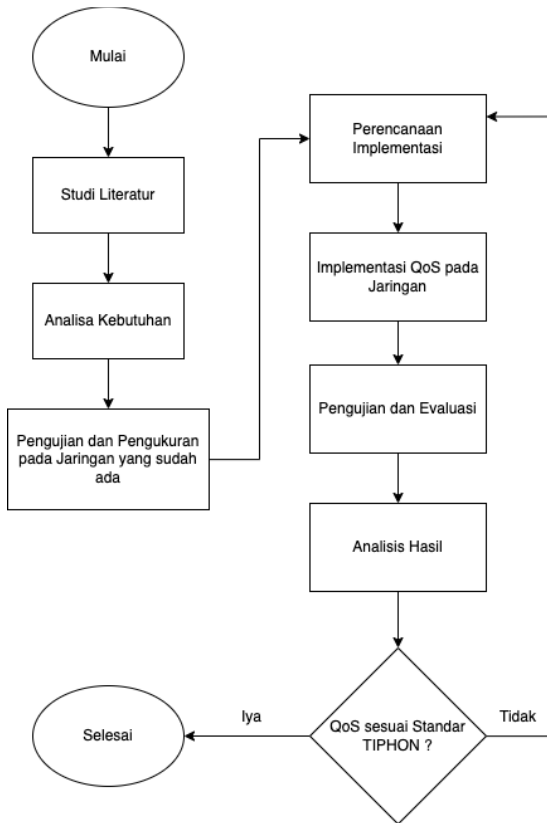 Mulai
Studi Literatur
Analisa Kebutuhan
Pengujian dan Pengukuran
pada Jaringan yang sudah
ada
Perencanaan
Implementasi
Implementasi QoS pada
Jaringan
Pengujian dan Evaluasi
Analisis Hasil
QoS sesuai Standar
TIPHON ?
Iya
Tidak
Selesai